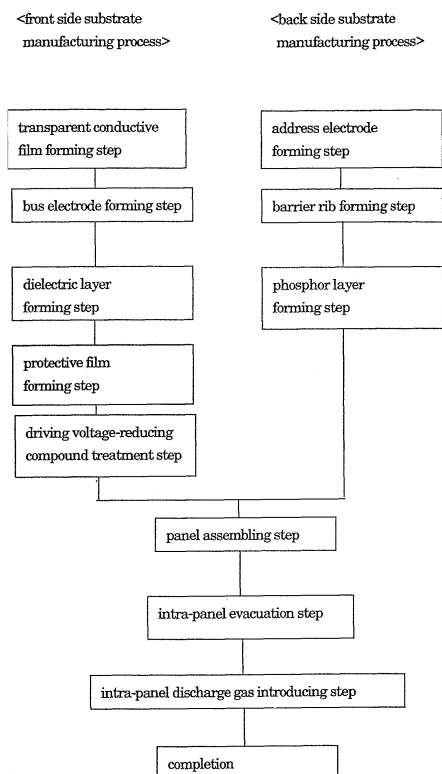 <front side substrate
manufacturing process>
transparent conductive
film forming step
bus electrode forming step
dielectric layer
forming step
protective film
forming step
driving voltage-reducing
compound treatment step
<back side substrate
manufacturing process>
address electrode
forming step
barrier rib forming step
phosphor layer
forming step
panel assembling step
intra-panel evacuation step
intra-panel discharge gas introducing step
completion